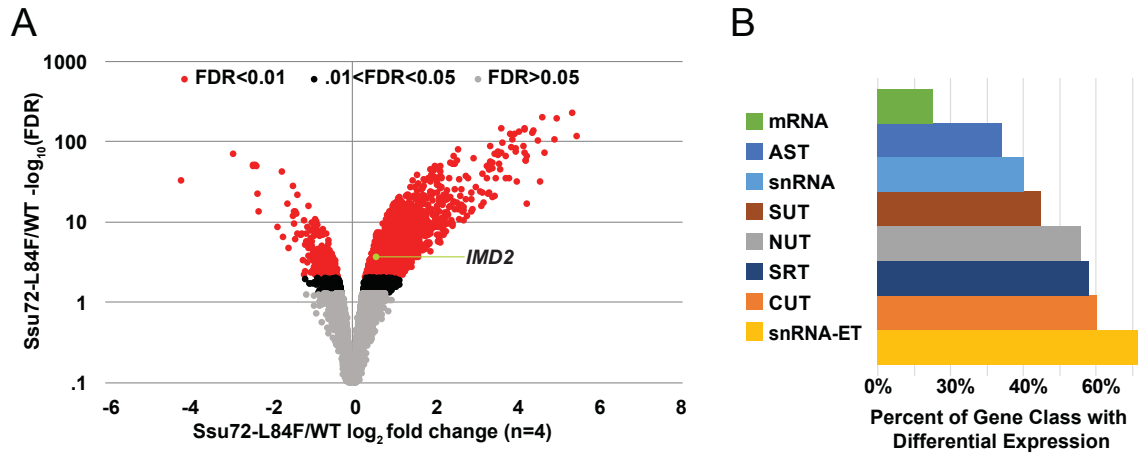 A
Ssu72-L84F/WT -log10(FDR)
1000
100
10
1
.1
FDR<0.01 .01<FDR<0.05 FDR>0.05
IMD2
-6 -4 -2 0 2 4 6 8
Ssu72-L84F/WT log2 fold change (n=4)
B
mRNA
AST
snRNA
SUT
NUT
SRT
CUT
snRNA-ET
0% 30% 40% 60%
Percent of Gene Class with
Differential Expression